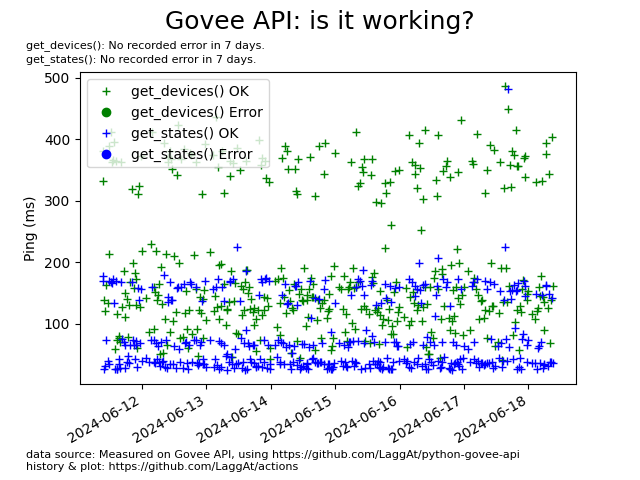 Govee API: is it working?
get_devices(): No recorded error in 7 days.
get_states(): No recorded error in 7 days.
500
400
300
200
100
Ping (ms)
get_devices() OK
get_devices() Error
get_states() OK
get_states() Error
2024-06-12
2024-06-13
2024-06-14
2024-06-15
2024-06-16
2024-06-17
2024-06-18
data source: Measured on Govee API, using https://github.com/LaggAt/python-govee-api
history & plot: https://github.com/LaggAt/actions